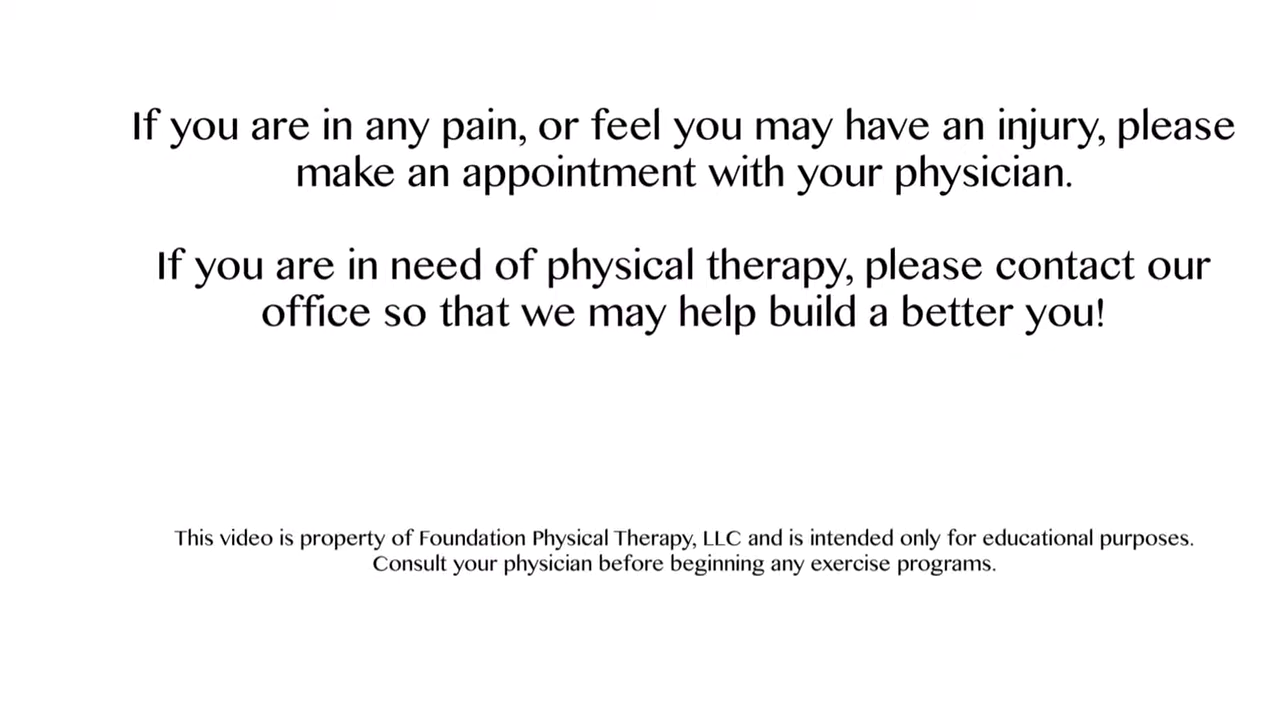 If you are in any pain, or feel you may have an injury, please
make an appointment with your physician.
If you are in need of physical therapy, please contact our
office so that we may help build a better you!
This video is property of Foundation Physical Therapy, LLC and is intended only for educational purposes.
Consult your physician before beginning any exercise programs.